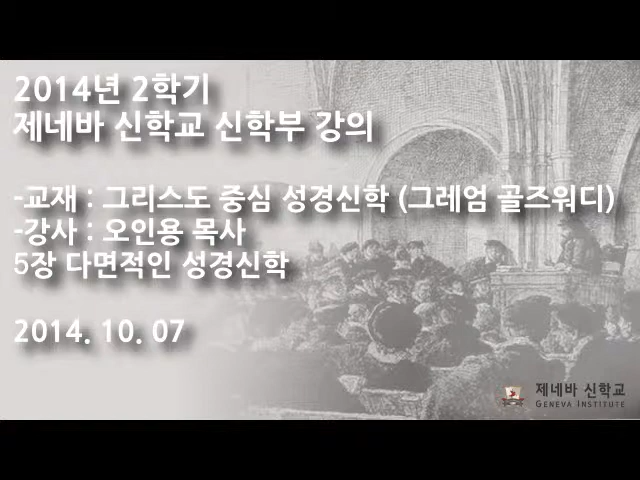 2014년 2학기
제네바 신학교 신학부 강의
-교재 : 그리스도 중심 성경신학 (그레엄 골즈워디)
-강사 : 오인용 목사
5장 다면적인 성경신학
2014. 10. 07
제네바 신학교
GENEVA INSTITUTE